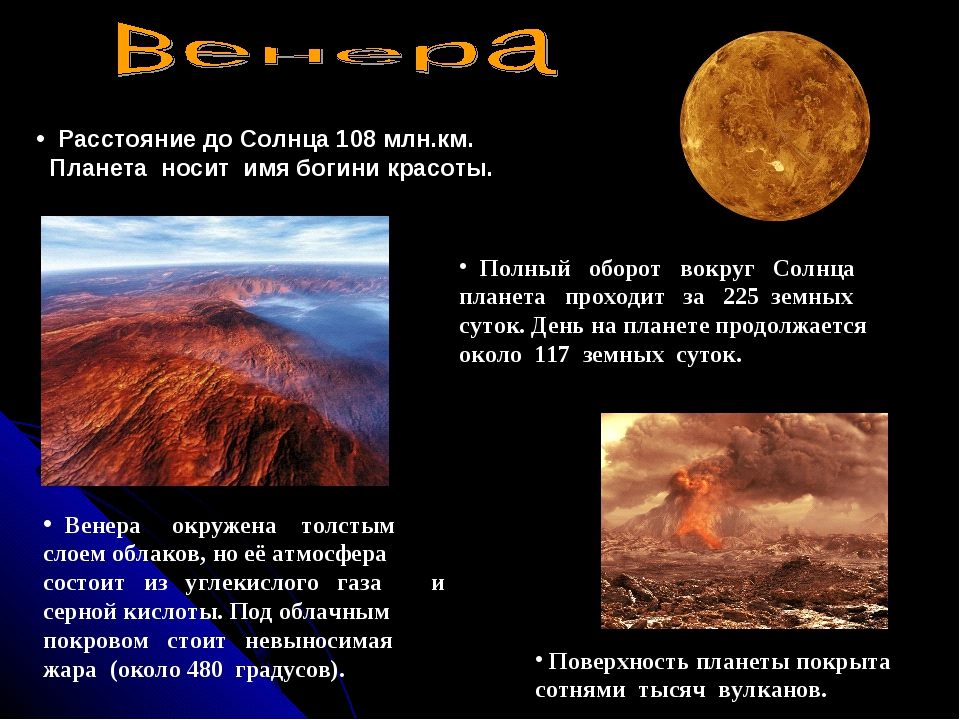 Венера
• Расстояние до Солнца 108 млн.км.
Планета носит имя богини красоты.
• Полный оборот вокруг Солнца
планета проходит за 225 земных
суток. День на планете продолжается
около 117 земных суток.
• Венера окружена толстым
слоем облаков, но её атмосфера
состоит из углекислого газа и
серной кислоты. Под облачным
покровом стоит невыносимая
жара (около 480 градусов).
• Поверхность планеты покрыта
сотнями тысяч вулканов.